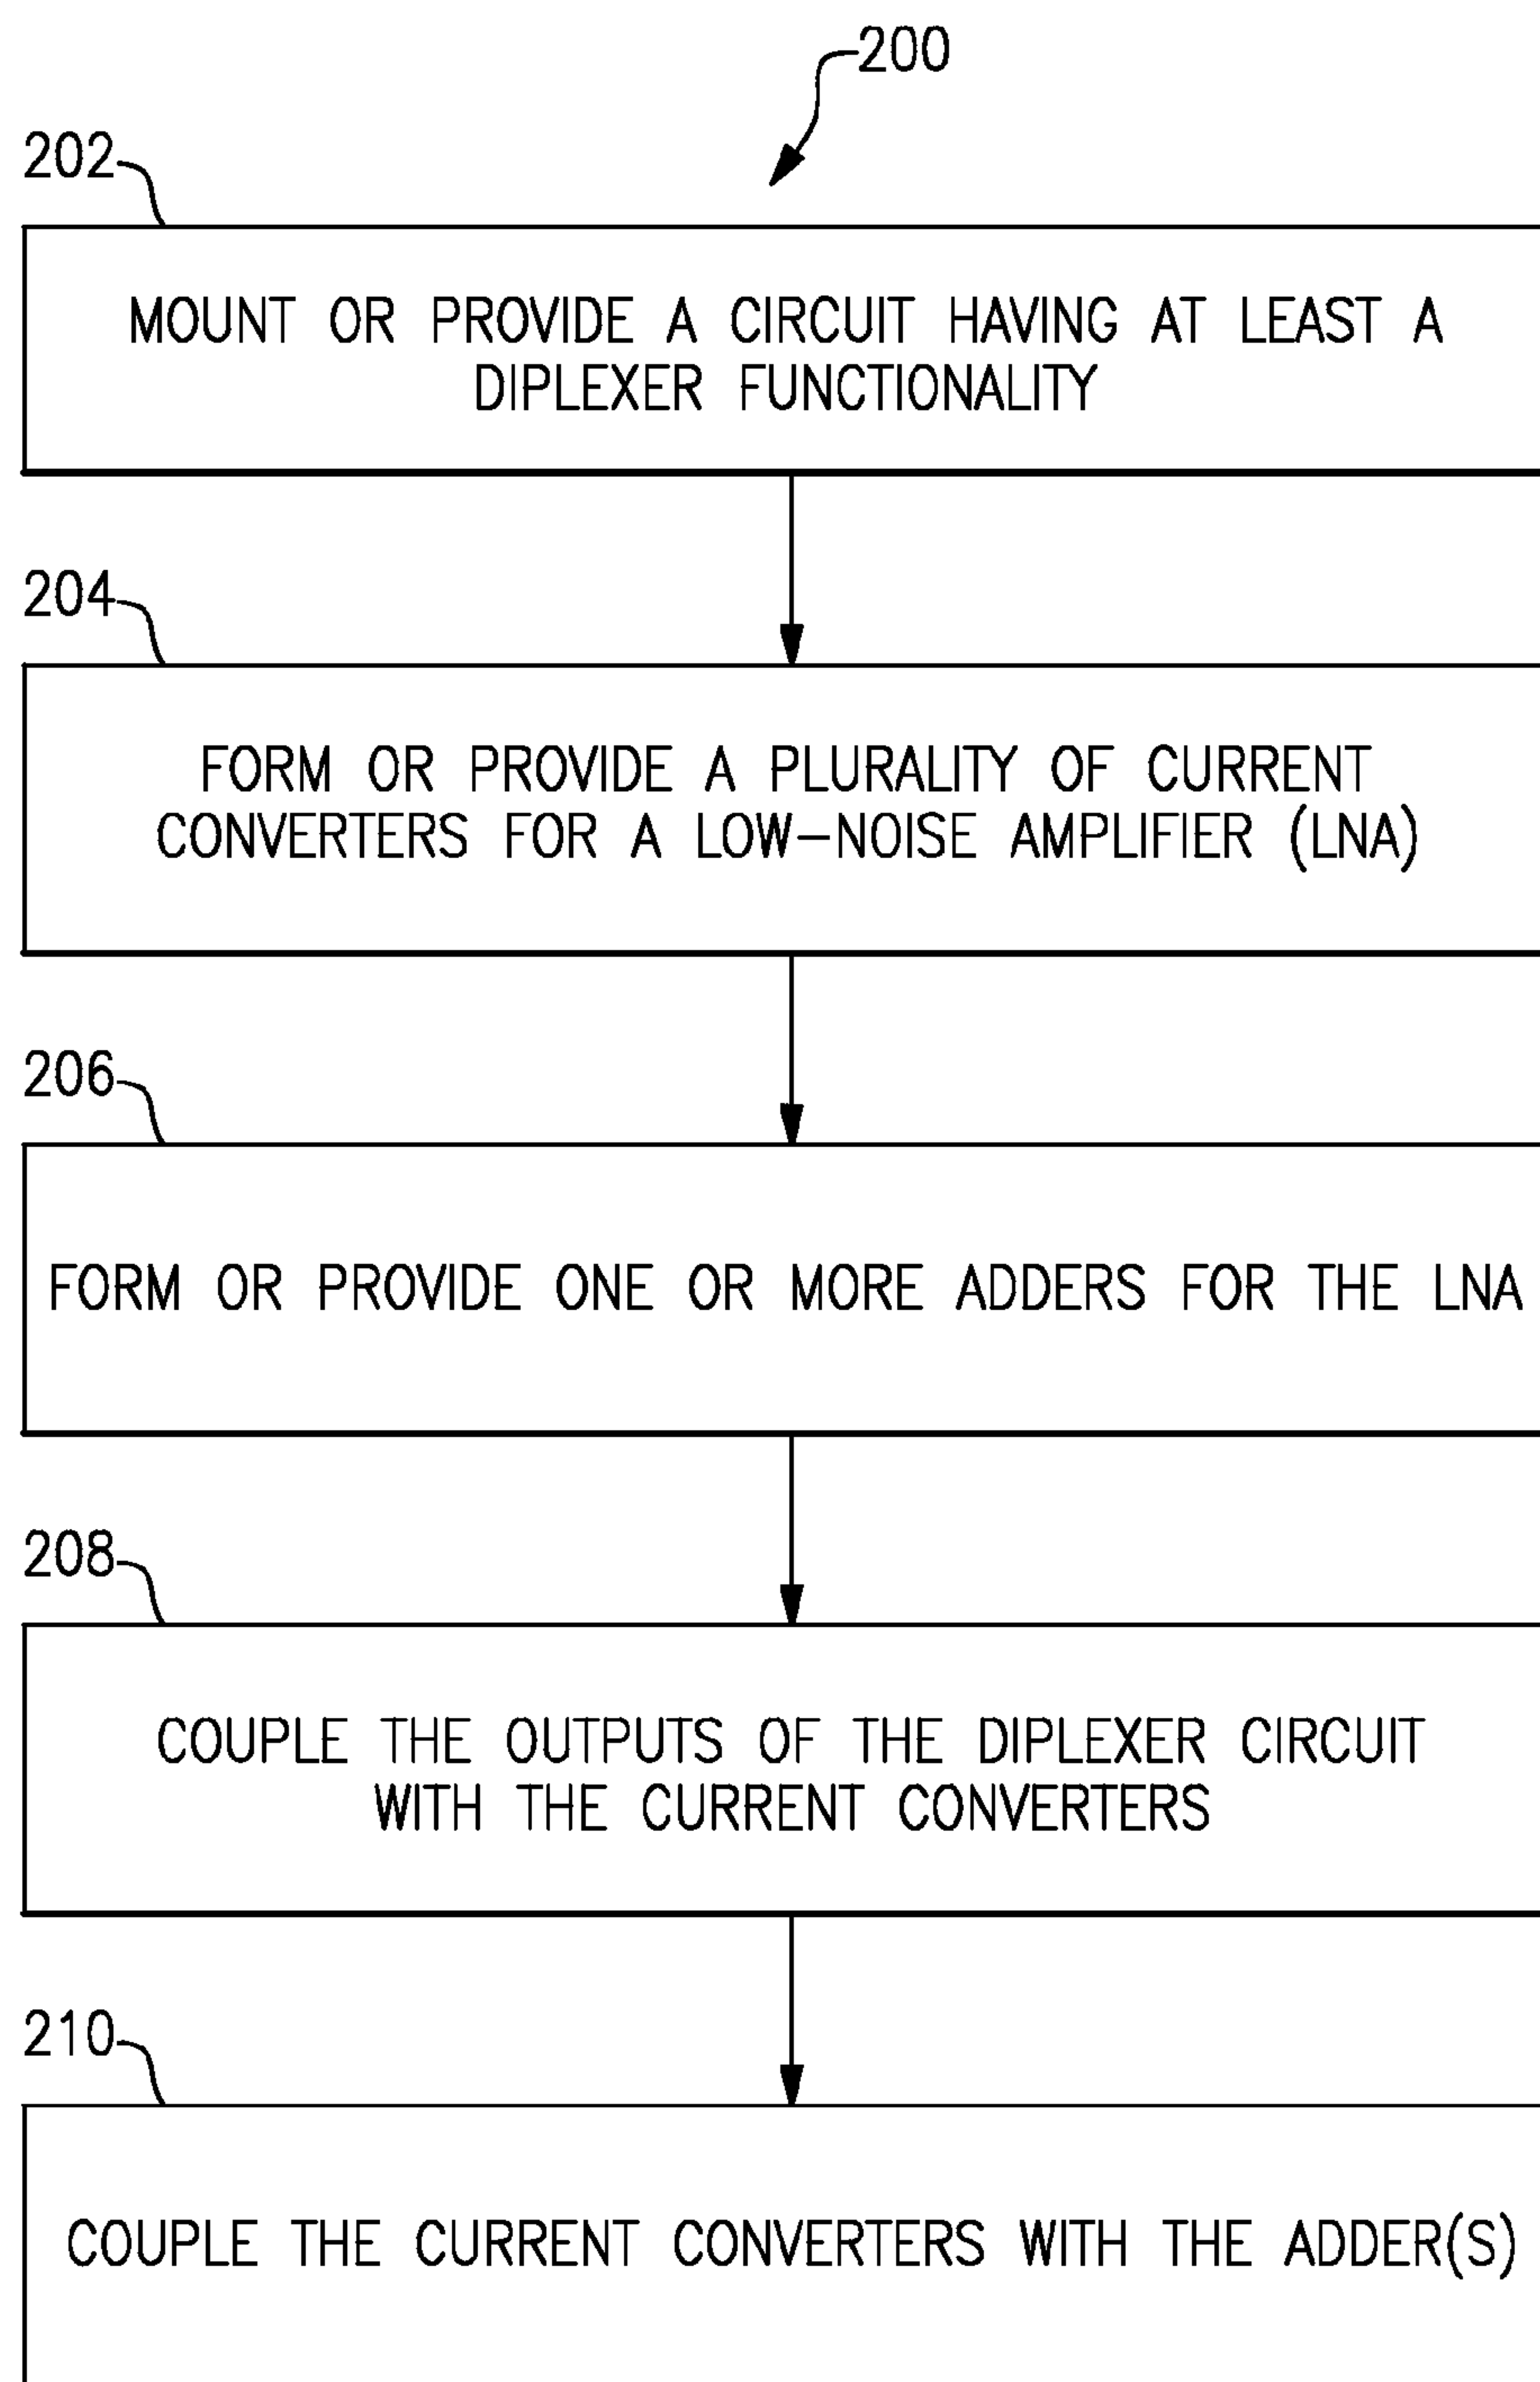 200
202
MOUNT OR PROVIDE A CIRCUIT HAVING AT LEAST A
DIPLEXER FUNCTIONALITY
204
FORM OR PROVIDE A PLURALITY OF CURRENT
CONVERTERS FOR A LOW-NOISE AMPLIFIER (LNA)
206
FORM OR PROVIDE ONE OR MORE ADDERS FOR THE LNA
208
COUPLE THE OUTPUTS OF THE DIPLEXER CIRCUIT
WITH THE CURRENT CONVERTERS
210
COUPLE THE CURRENT CONVERTERS WITH THE ADDER(S)